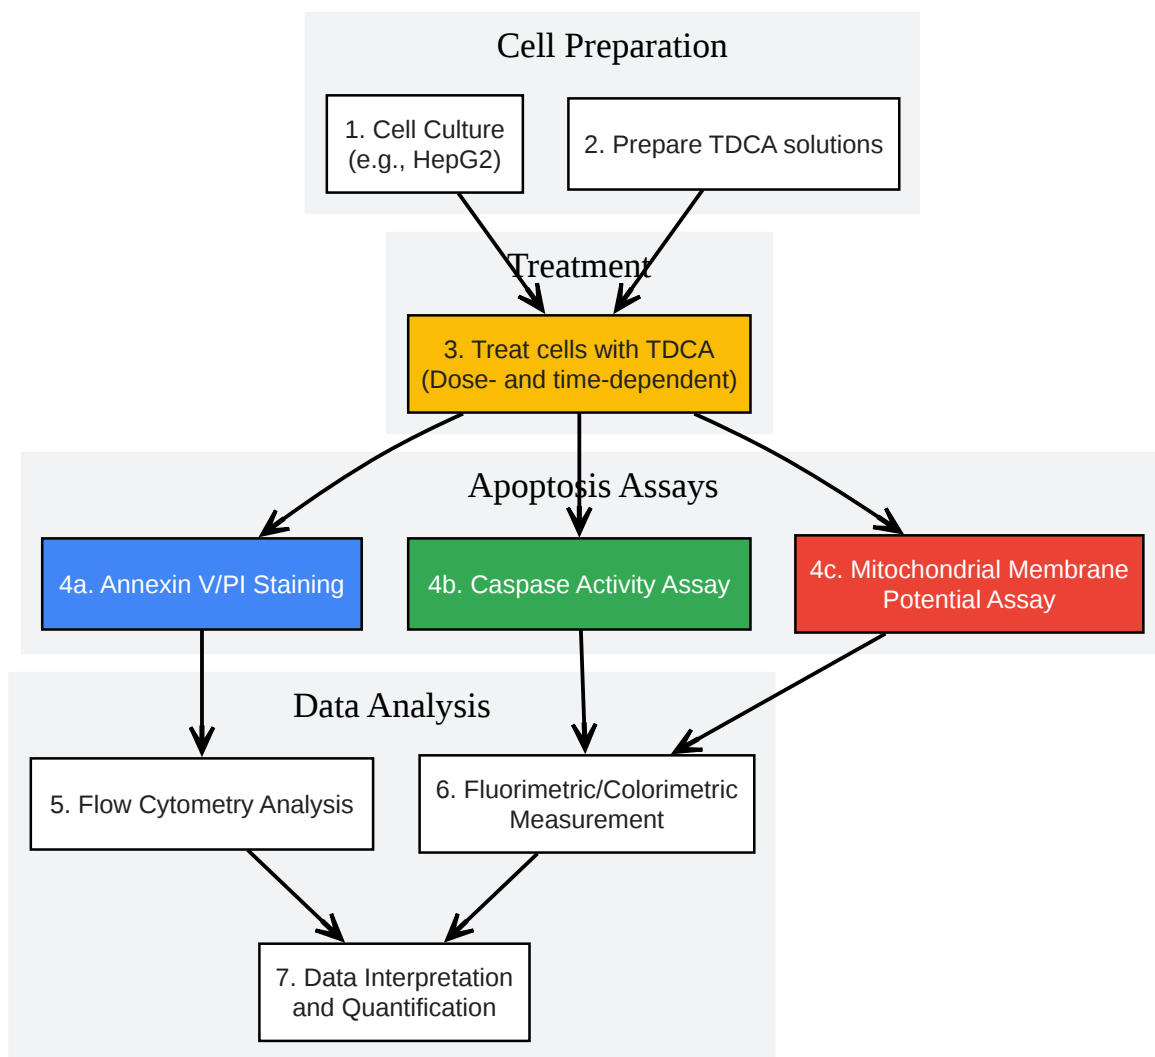 Cell Preparation
1. Cell Culture
(e.g., HepG2)
2. Prepare TDCA solutions
Treatment
3. Treat cells with TDCA
(Dose- and time-dependent)
Apoptosis Assays
4a. Annexin V/PI Staining
4b. Caspase Activity Assay
4c. Mitochondrial Membrane
Potential Assay
Data Analysis
5. Flow Cytometry Analysis
6. Fluorimetric/Colorimetric
Measurement
7. Data Interpretation
and Quantification